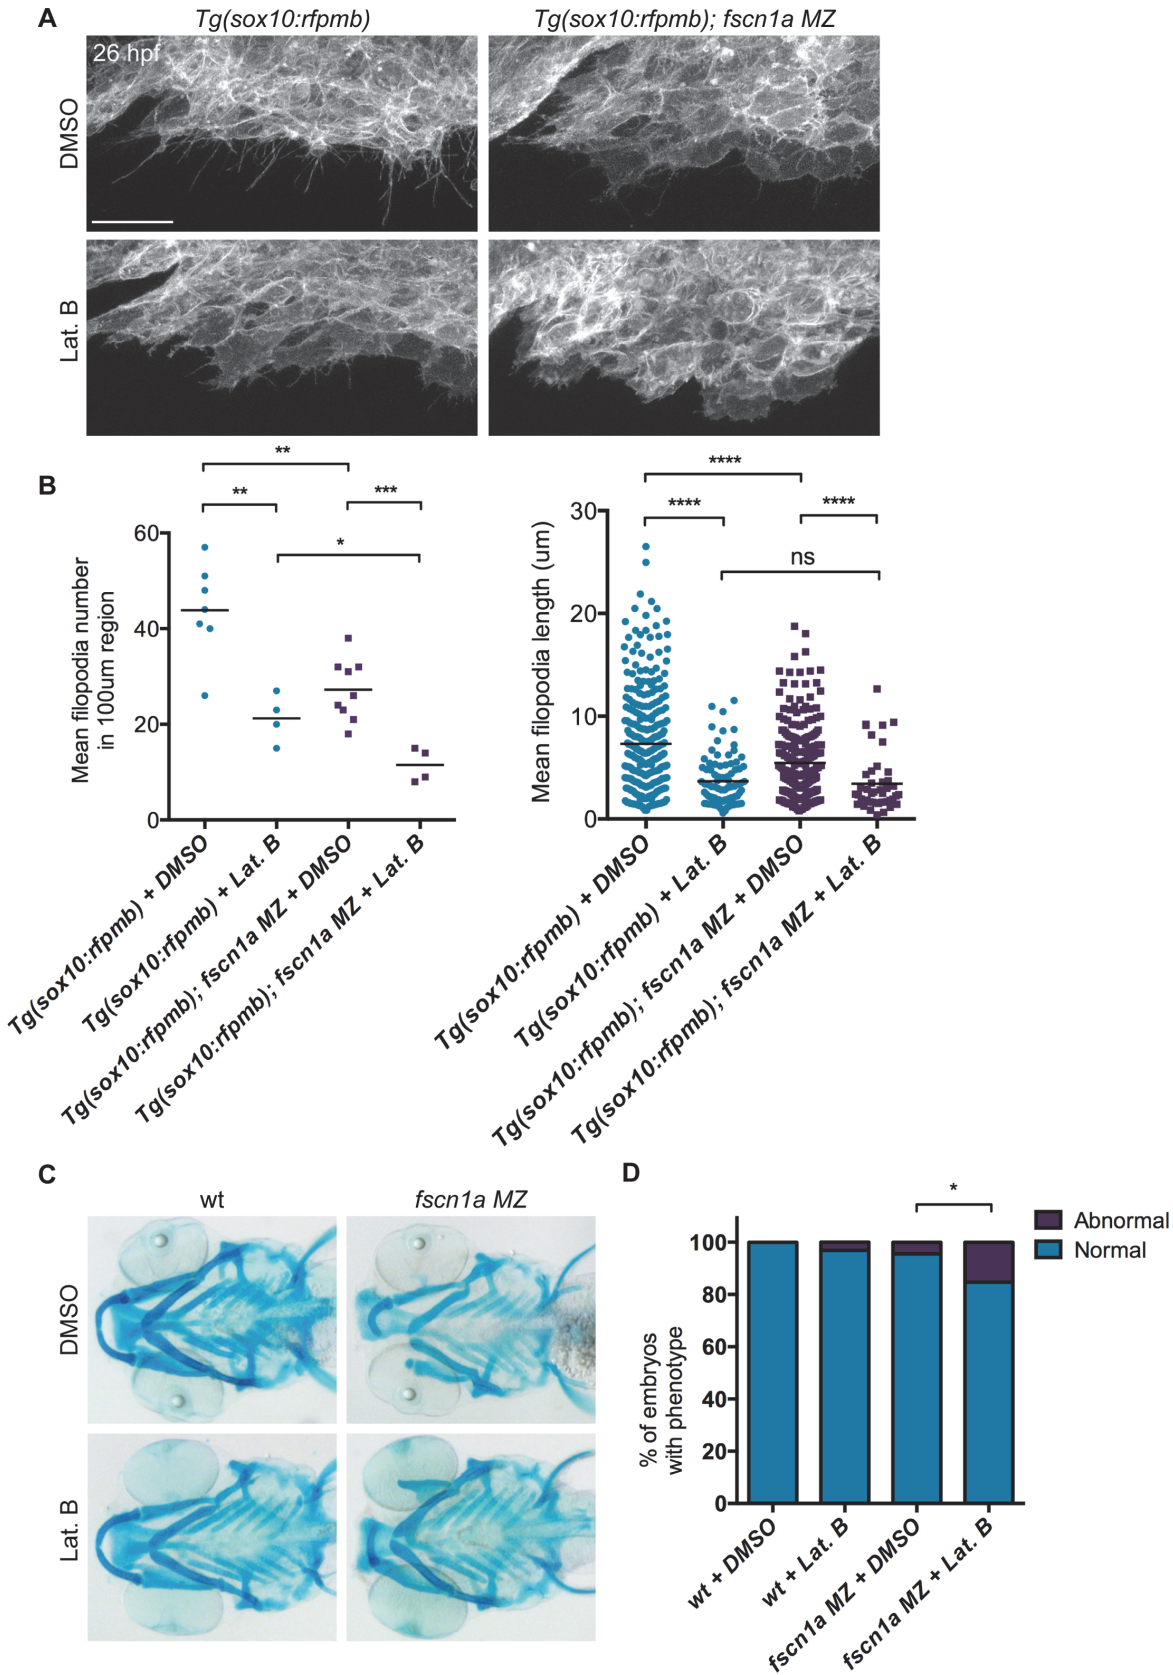 A
Tg(sox10:rfpmb)
Tg(sox10:rfpmb); fscn1a MZ
26 hpf
DMSO
Lat. B
B
**
**
***
*
Mean filopodia number
in 100um region
60
40
20
0
Tg(sox10:rfpmb) + DMSO
Tg(sox10:rfpmb) + Lat. B
Tg(sox10:rfpmb); fscn1a MZ + DMSO
Tg(sox10:rfpmb); fscn1a MZ + Lat. B
****
****
****
ns
Mean filopodia length (um)
30
20
10
0
Tg(sox10:rfpmb) + DMSO
Tg(sox10:rfpmb) + Lat. B
Tg(sox10:rfpmb); fscn1a MZ + DMSO
Tg(sox10:rfpmb); fscn1a MZ + Lat. B
C
wt
fscn1a MZ
DMSO
Lat. B
D
*
Abnormal
Normal
% of embryos
with phenotype
100
80
60
40
20
0
wt + DMSO
wt + Lat. B
fscn1a MZ + DMSO
fscn1a MZ + Lat. B